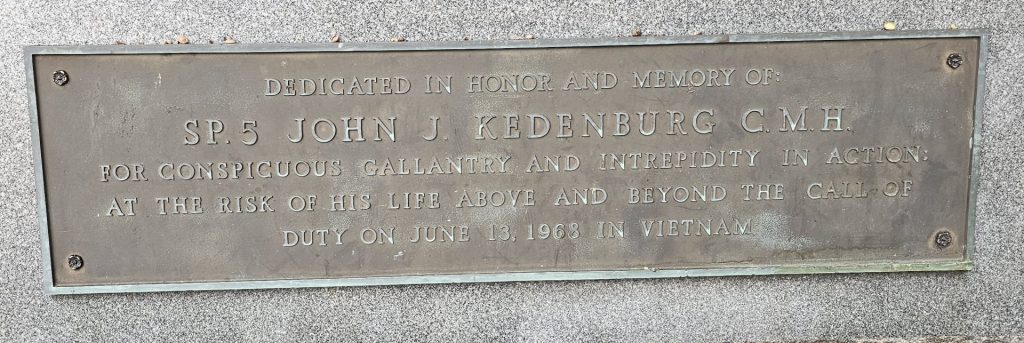 DEDICATED IN HONOR AND MEMORY OF:
SP.5 JOHN J. KEDENBURG C.M.H.
FOR CONSPICUOUS GALLANTRY AND INTREPIDITY IN ACTION:
AT THE RISK OF HIS LIFE ABOVE AND BEYOND THE CALL OF
DUTY ON JUNE 13, 1968 IN VIETNAM